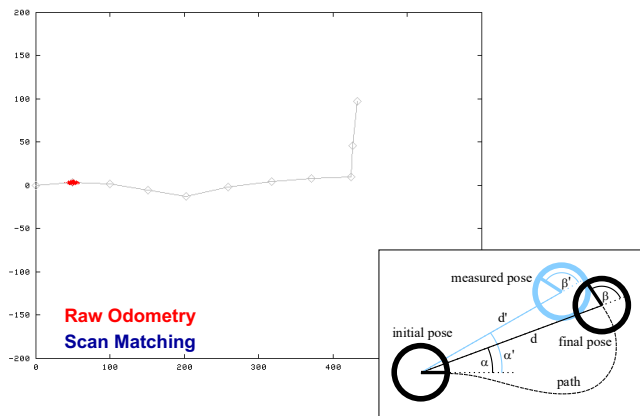 200
150
100
50
0
-50
-100
-150
-200
0
100
200
300
400
Raw Odometry
Scan Matching
measured pose
β'
β
d'
initial pose
d
final pose
α
α'
path